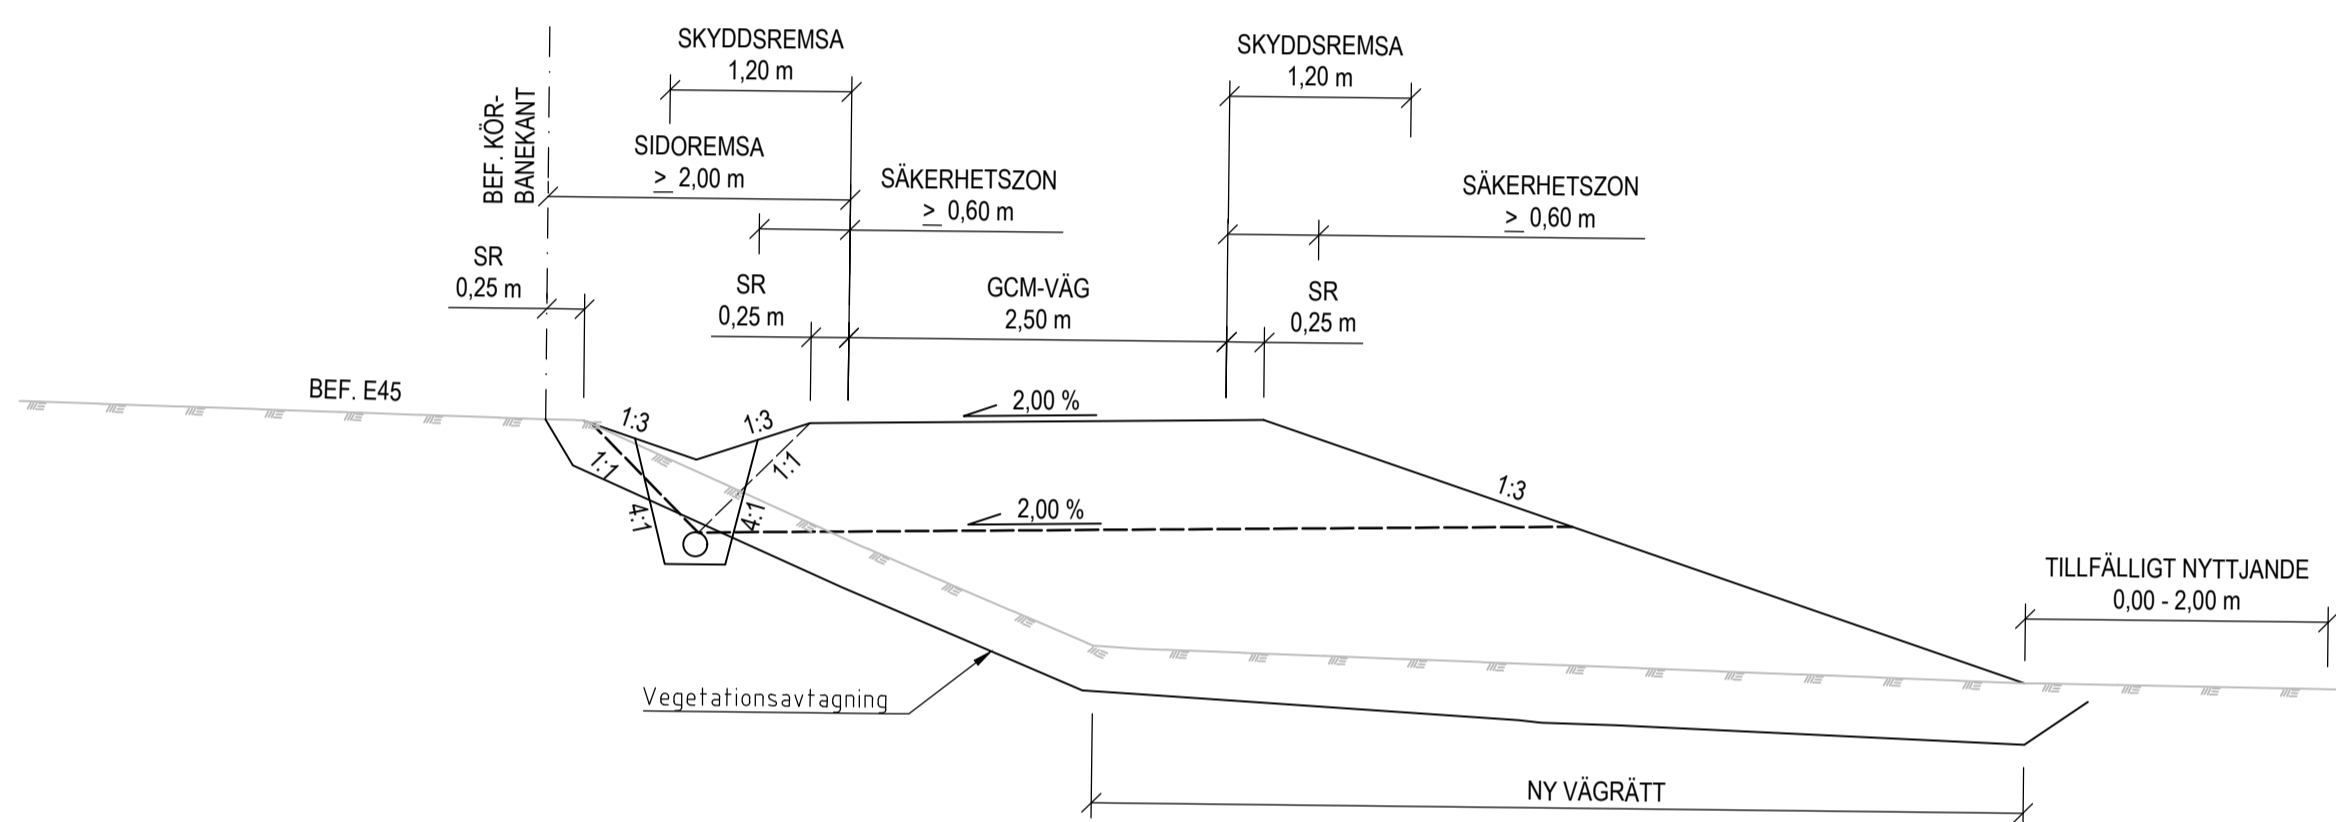 SKYDDSREMSA
1,20 m
SKYDDSREMSA
1,20 m
BEF. KÖR-
BANEKANT
SIDOREMSA
≥ 2,00 m
SÄKERHETSZON
≥ 0,60 m
SÄKERHETSZON
≥ 0,60 m
SR
0,25 m
SR
0,25 m
GCM-VÄG
2,50 m
SR
0,25 m
BEF. E45
1:3
1:3
2,00 %
1:1
1:1
4:1
4:1
2,00 %
1:3
TILLFÄLLIGT NYTTJANDE
0,00 - 2,00 m
Vegetationsavtagning
NY VÄGRÄTT